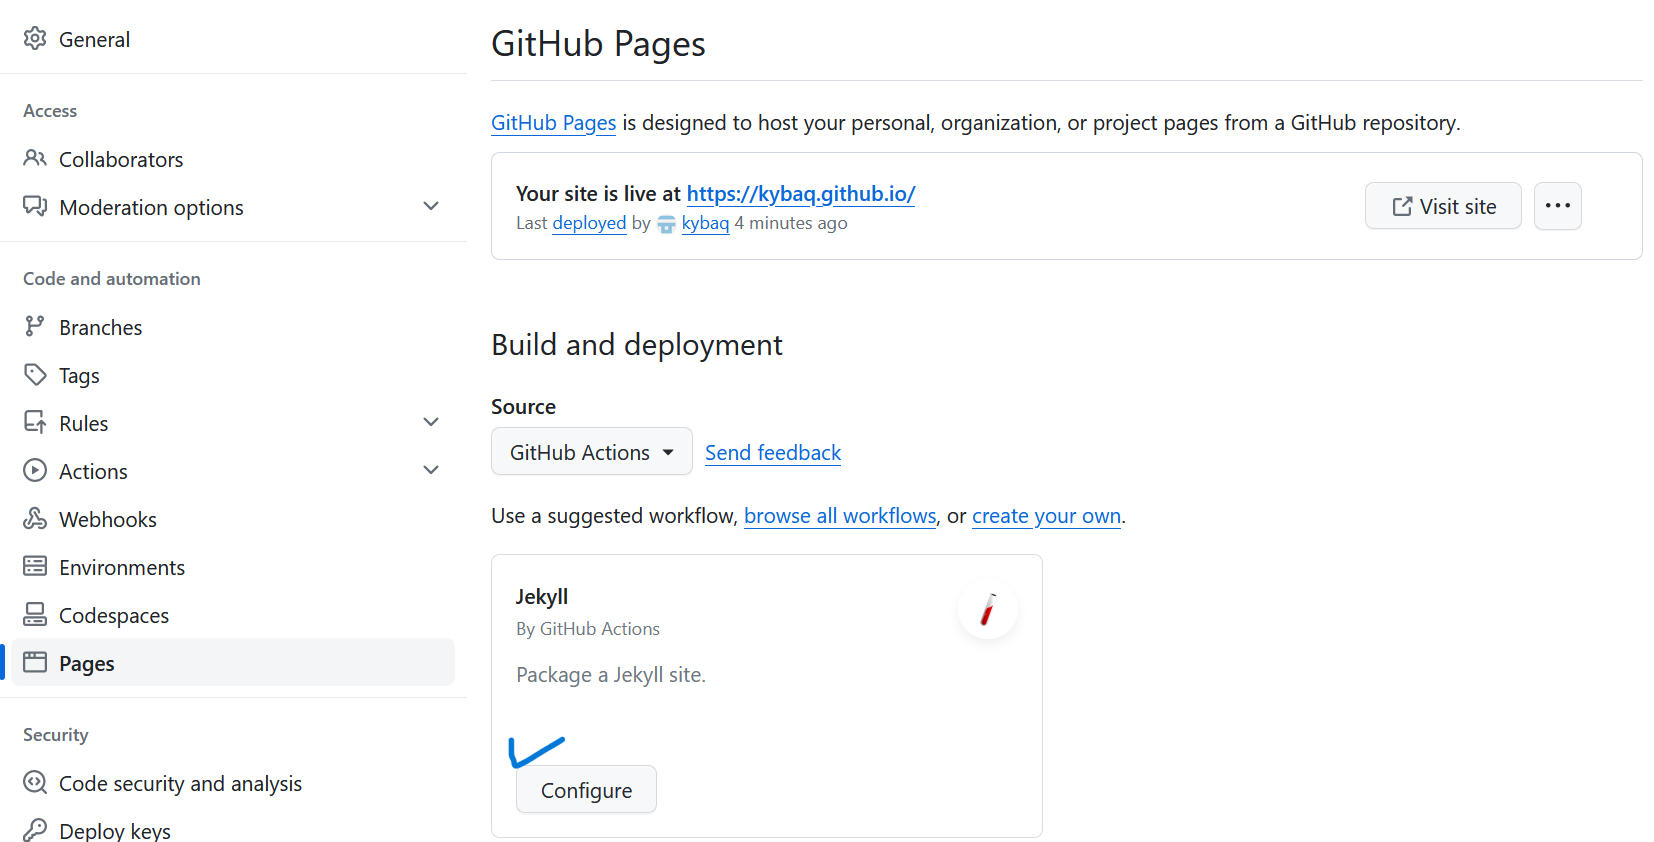 General
Access
Collaborators
Moderation options
Code and automation
Branches
Tags
Rules
Actions
Webhooks
Environments
Codespaces
Pages
Security
Code security and analysis
Deploy keys
GitHub Pages
GitHub Pages is designed to host your personal, organization, or project pages from a GitHub repository.
Your site is live at https://kybaq.github.io/
Last deployed by kybaq 4 minutes ago
Visit site
Build and deployment
Source
GitHub Actions Send feedback
Use a suggested workflow, browse all workflows, or create your own.
Jekyll
By GitHub Actions
Package a Jekyll site.
Configure